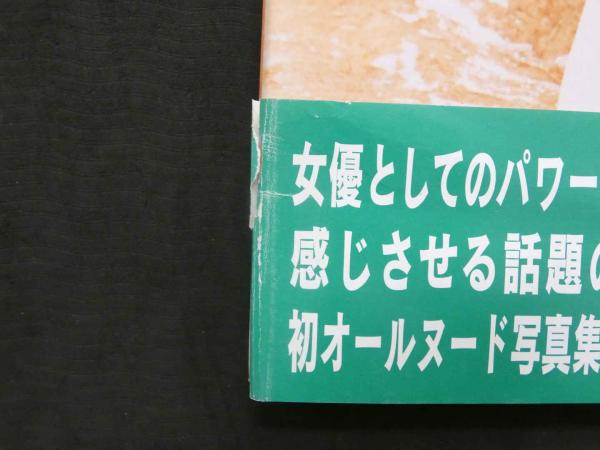 女優としてのパワー
感じさせる話題の
初オールヌード写真集